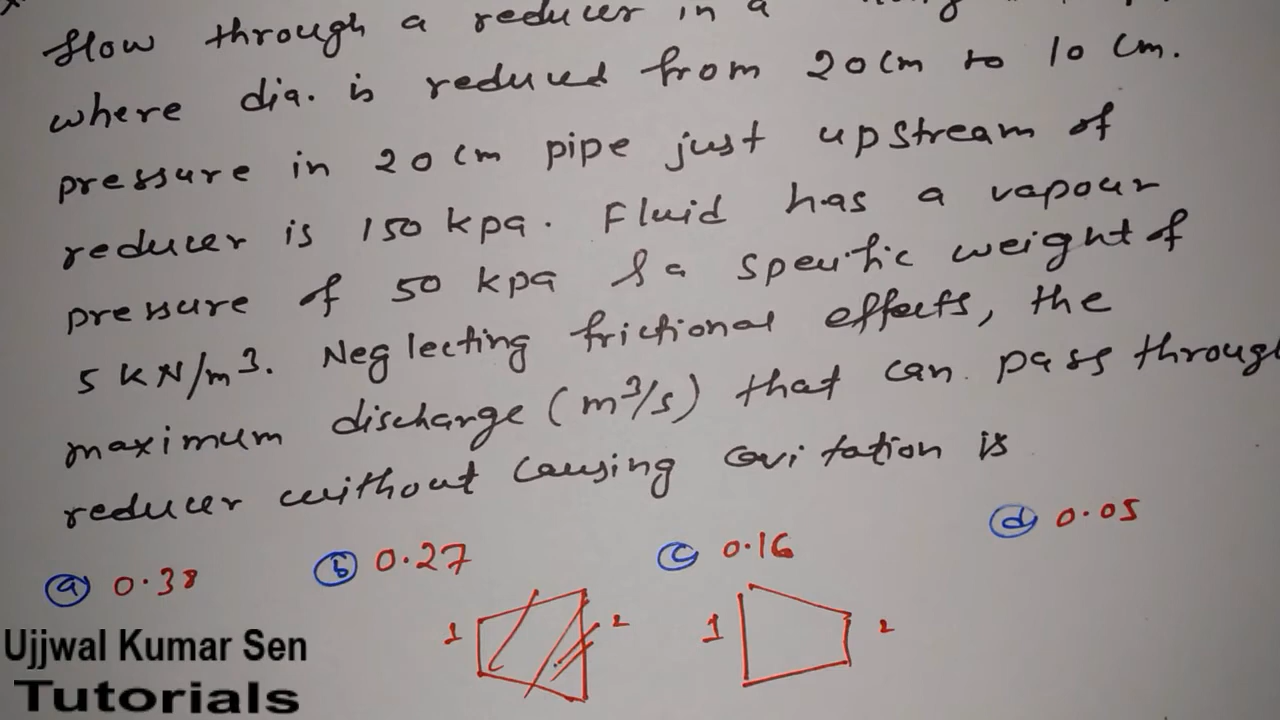 flow through a reducer in a
where dia. is reduced from 20cm to 10 cm.
pressure in 20cm pipe just upstream of
reducer is 150 kpa. Fluid has a vapour
pressure of 50 kpa & a specific weight of
5 KN/m³. Neglecting frictional effects, the
maximum discharge (m³/s) that can pass through
reducer without causing cavitation is
(a) 0.38 (b) 0.27 (c) 0.16 (d) 0.05
1 2 1 2
Ujjwal Kumar Sen
Tutorials